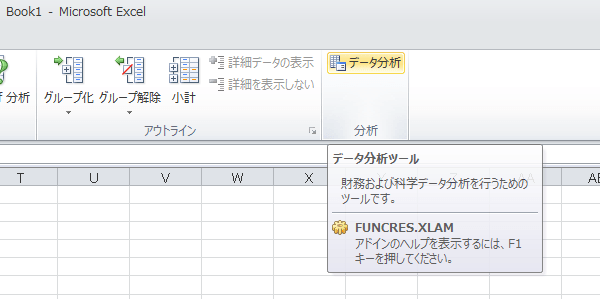 Book1 - Microsoft Excel
分析
グループ化
グループ解除
小計
詳細データの表示
詳細を表示しない
データ分析
アウトライン
分析
データ分析ツール
財務および科学データ分析を行うための
ツールです。
FUNCRES.XLAM
アドインのヘルプを表示するには、F1
キーを押してください。
T U V W X